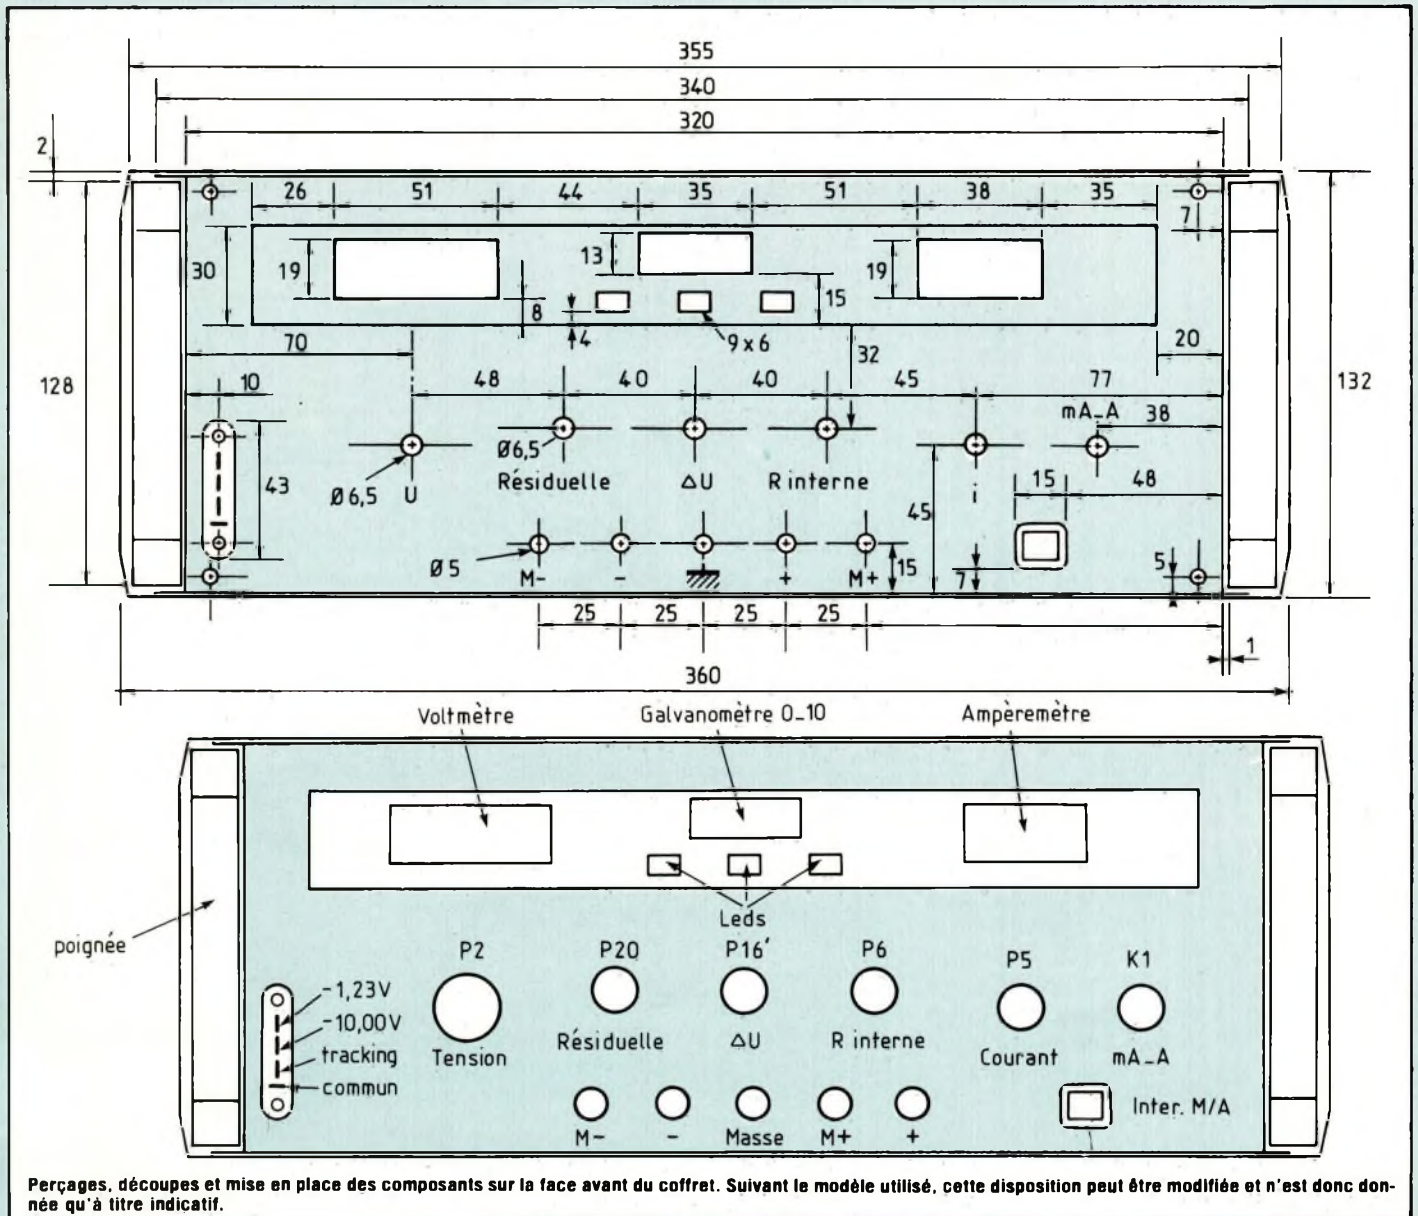 355
340
320
2
26 51 44 35 51 38 35
7
30 19 13 19
15
8
4
9x6
70
32
20
128
10
48 40 40 45 77
132
mA_A
38
Ø6,5
43
Ø6,5
U
Résiduelle ΔU R interne i
15 48
45
Ø5
M- - + M+
15
7
5
25 25 25 25
1
360
Voltmètre Galvanomètre 0_10 Ampèremètre
Leds
poignée
P2 P20 P16' P6 P5 K1
-1,23V
-10,00V
tracking
commun
Tension Résiduelle ΔU R interne Courant mA_A
Inter. M/A
M- - Masse M+ +
Perçages, découpes et mise en place des composants sur la face avant du coffret. Suivant le modèle utilisé, cette disposition peut être modifiée et n'est donc don-
née qu'à titre indicatif.